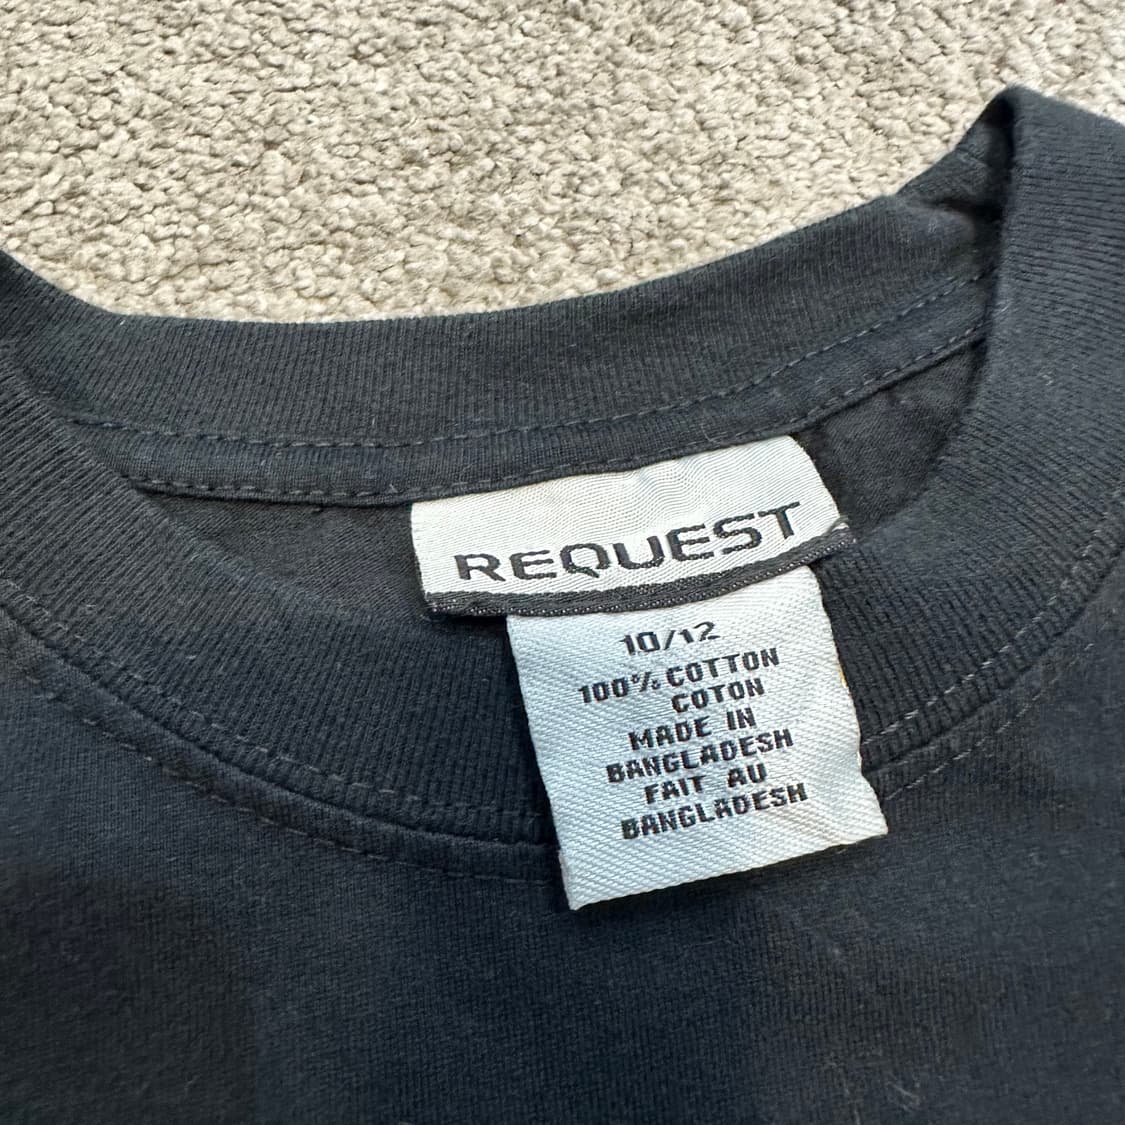 REQUEST
10/12
100% COTTON
COTON
MADE IN
BANGLADESH
FAIT AU
BANGLADESH